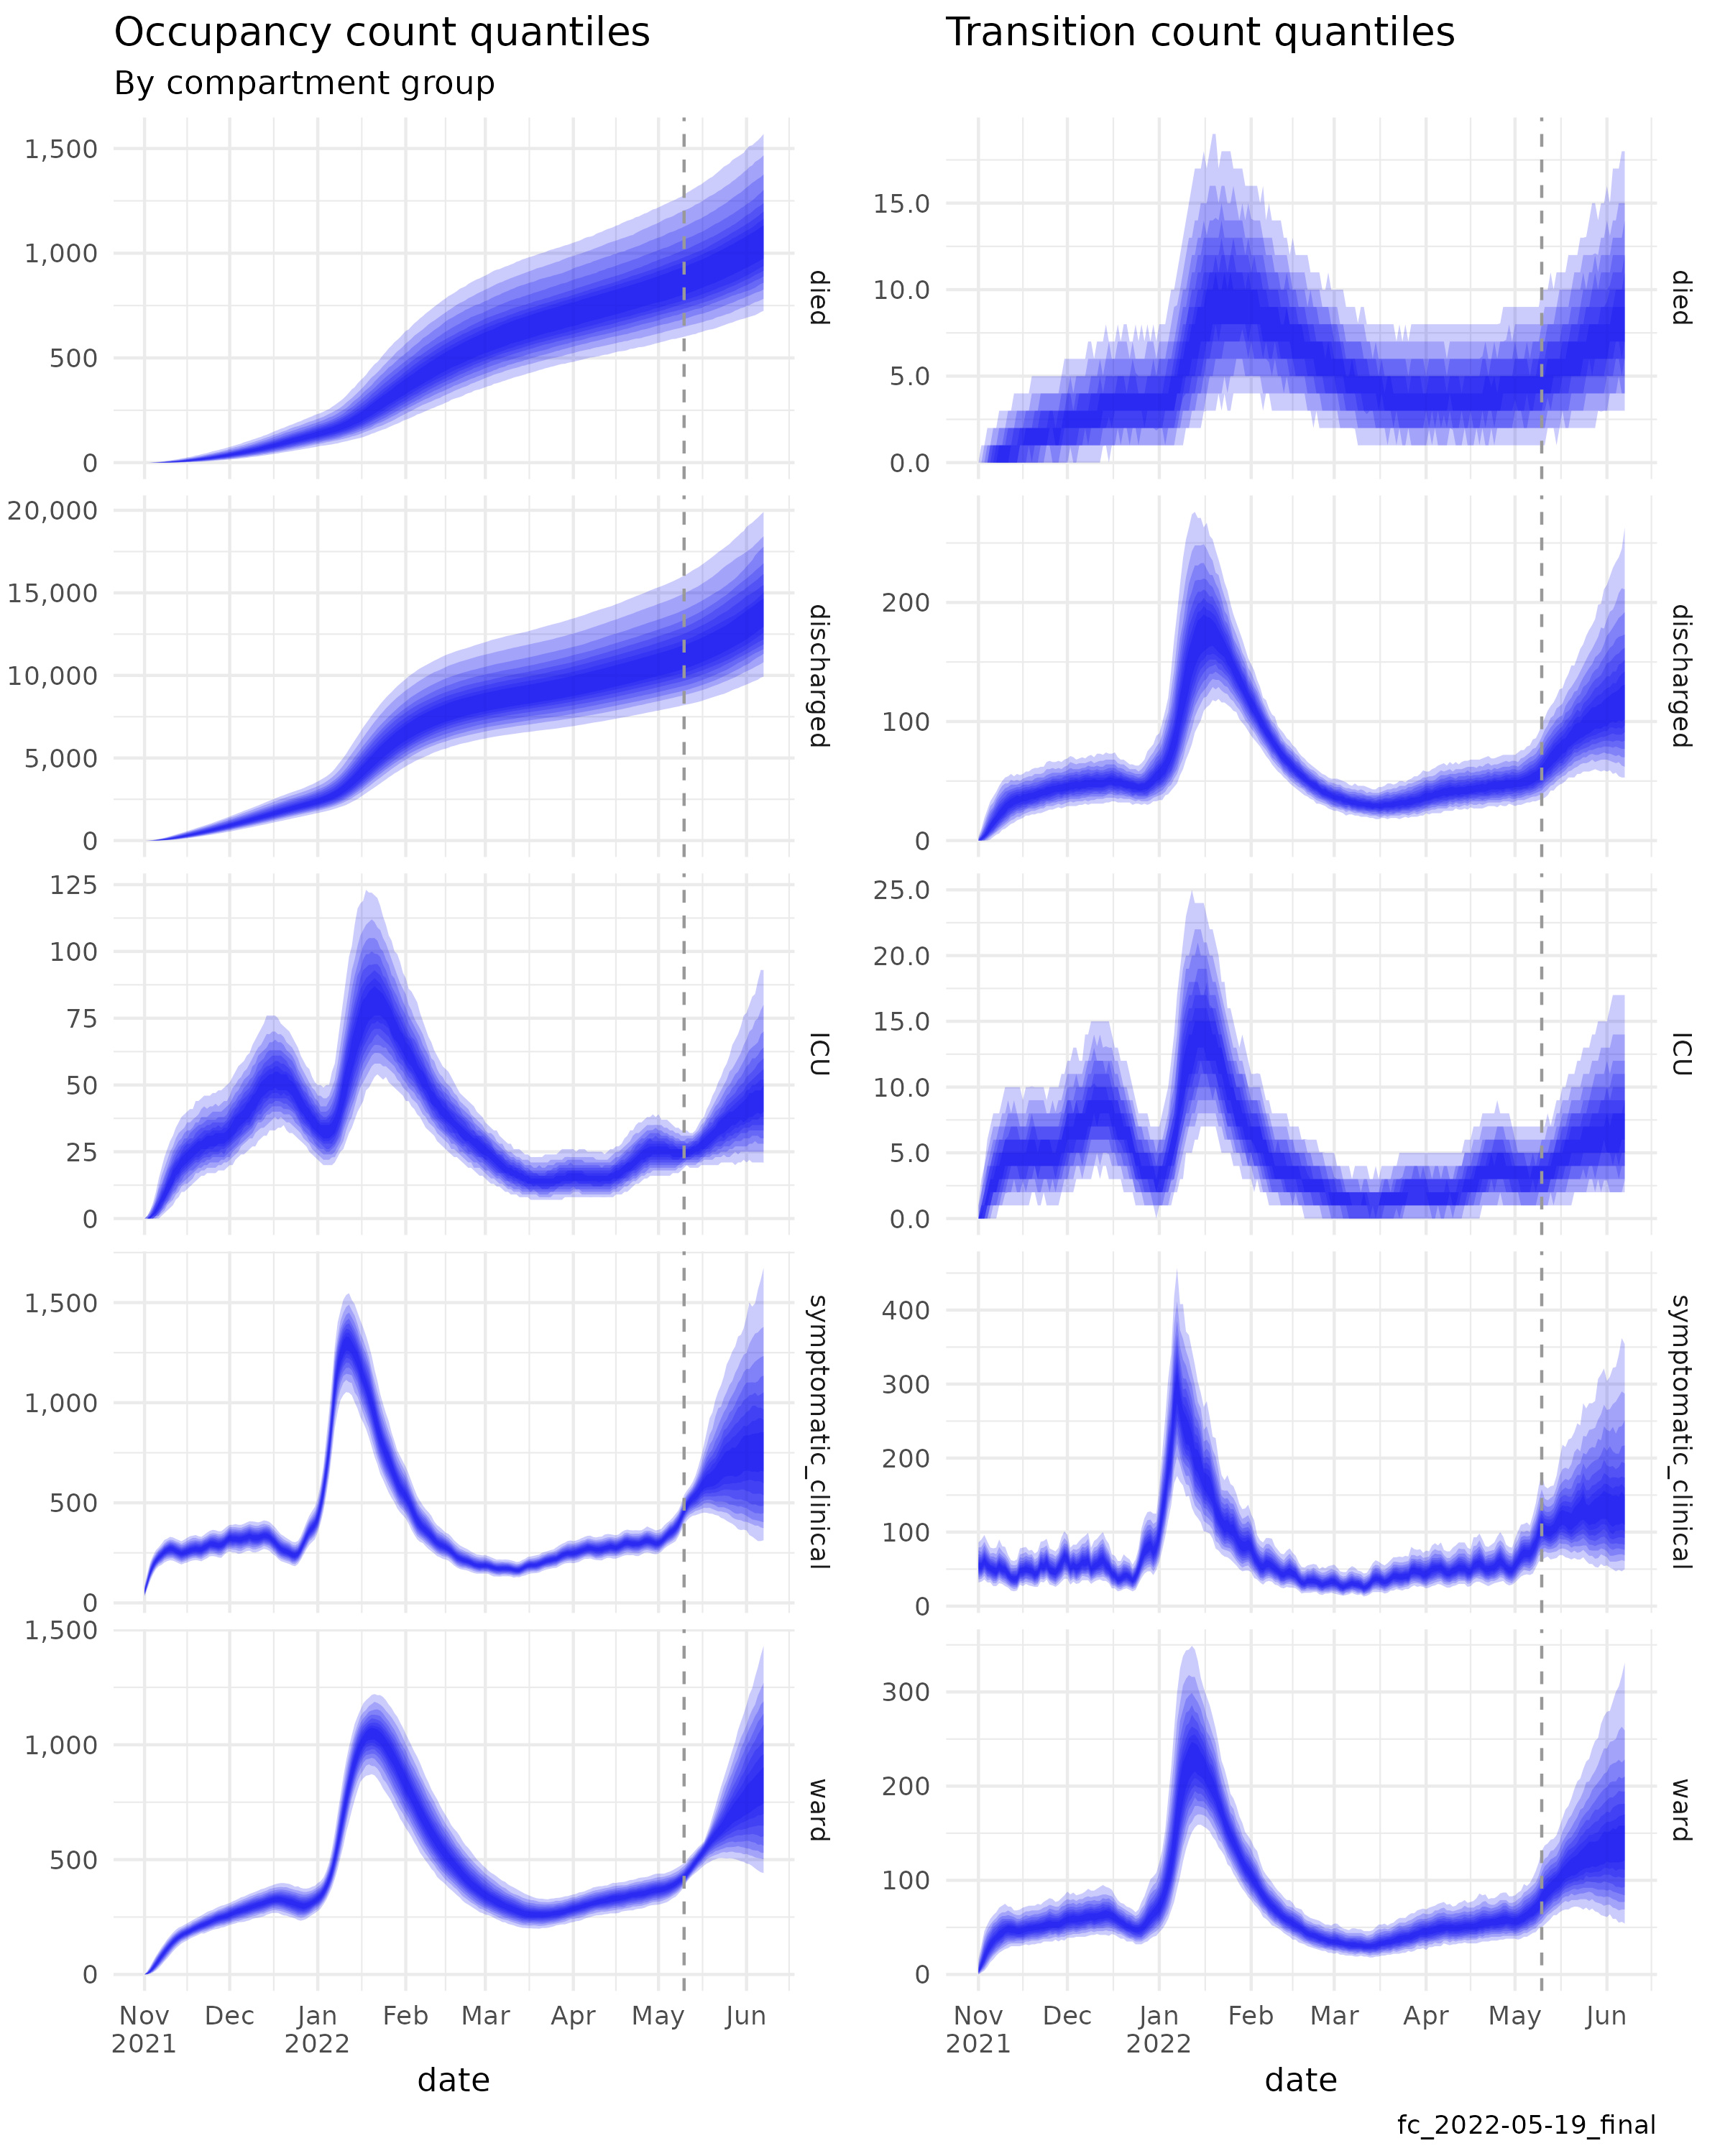 Occupancy count quantiles
By compartment group
1,500
1,000
500
0
died
20,000
15,000
10,000
5,000
0
discharged
125
100
75
50
25
0
ICU
1,500
1,000
500
0
symptomatic_clinical
1,500
1,000
500
0
ward
Nov Dec Jan Feb Mar Apr May Jun
2021 2022
date
Transition count quantiles
15.0
10.0
5.0
0.0
died
200
100
0
discharged
25.0
20.0
15.0
10.0
5.0
0.0
ICU
400
300
200
100
0
symptomatic_clinical
300
200
100
0
ward
Nov Dec Jan Feb Mar Apr May Jun
2021 2022
date
fc_2022-05-19_final